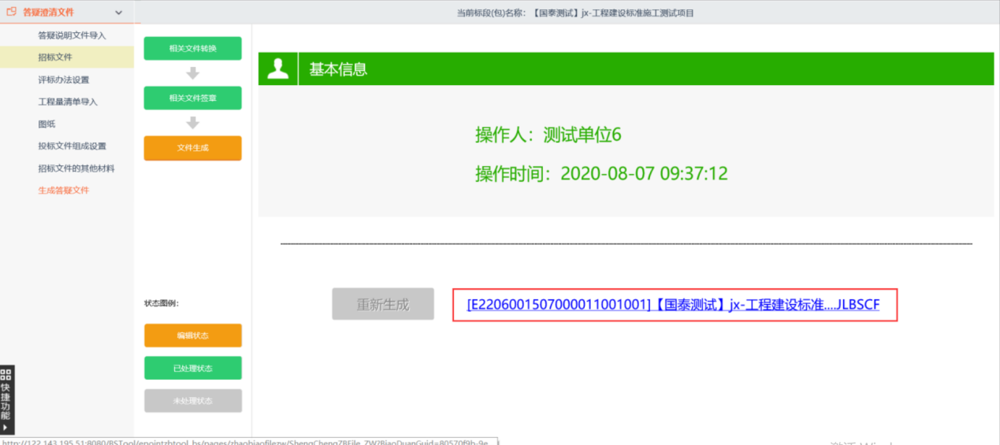 答疑澄清文件
当前标段(包)名称：【国泰测试】jx-工程建设标准施工测试项目
答疑说明文件导入
招标文件
评标办法设置
工程量清单导入
图纸
投标文件组成设置
招标文件的其他材料
生成答疑文件
相关文件转换
相关文件签章
文件生成
状态图例：
编辑状态
已处理状态
未处理状态
基本信息
操作人：测试单位6
操作时间：2020-08-07 09:37:12
重新生成
[E2206001507000011001001]【国泰测试】jx-工程建设标准....JLBSCF
快捷功能
http://122.143.195.51:8080/BSTool/epointzbtool_bs/pages/zhaobiaofilezw/ShengChengZBFile_ZW?BiaoDuanGuid=80570f9b-9e...